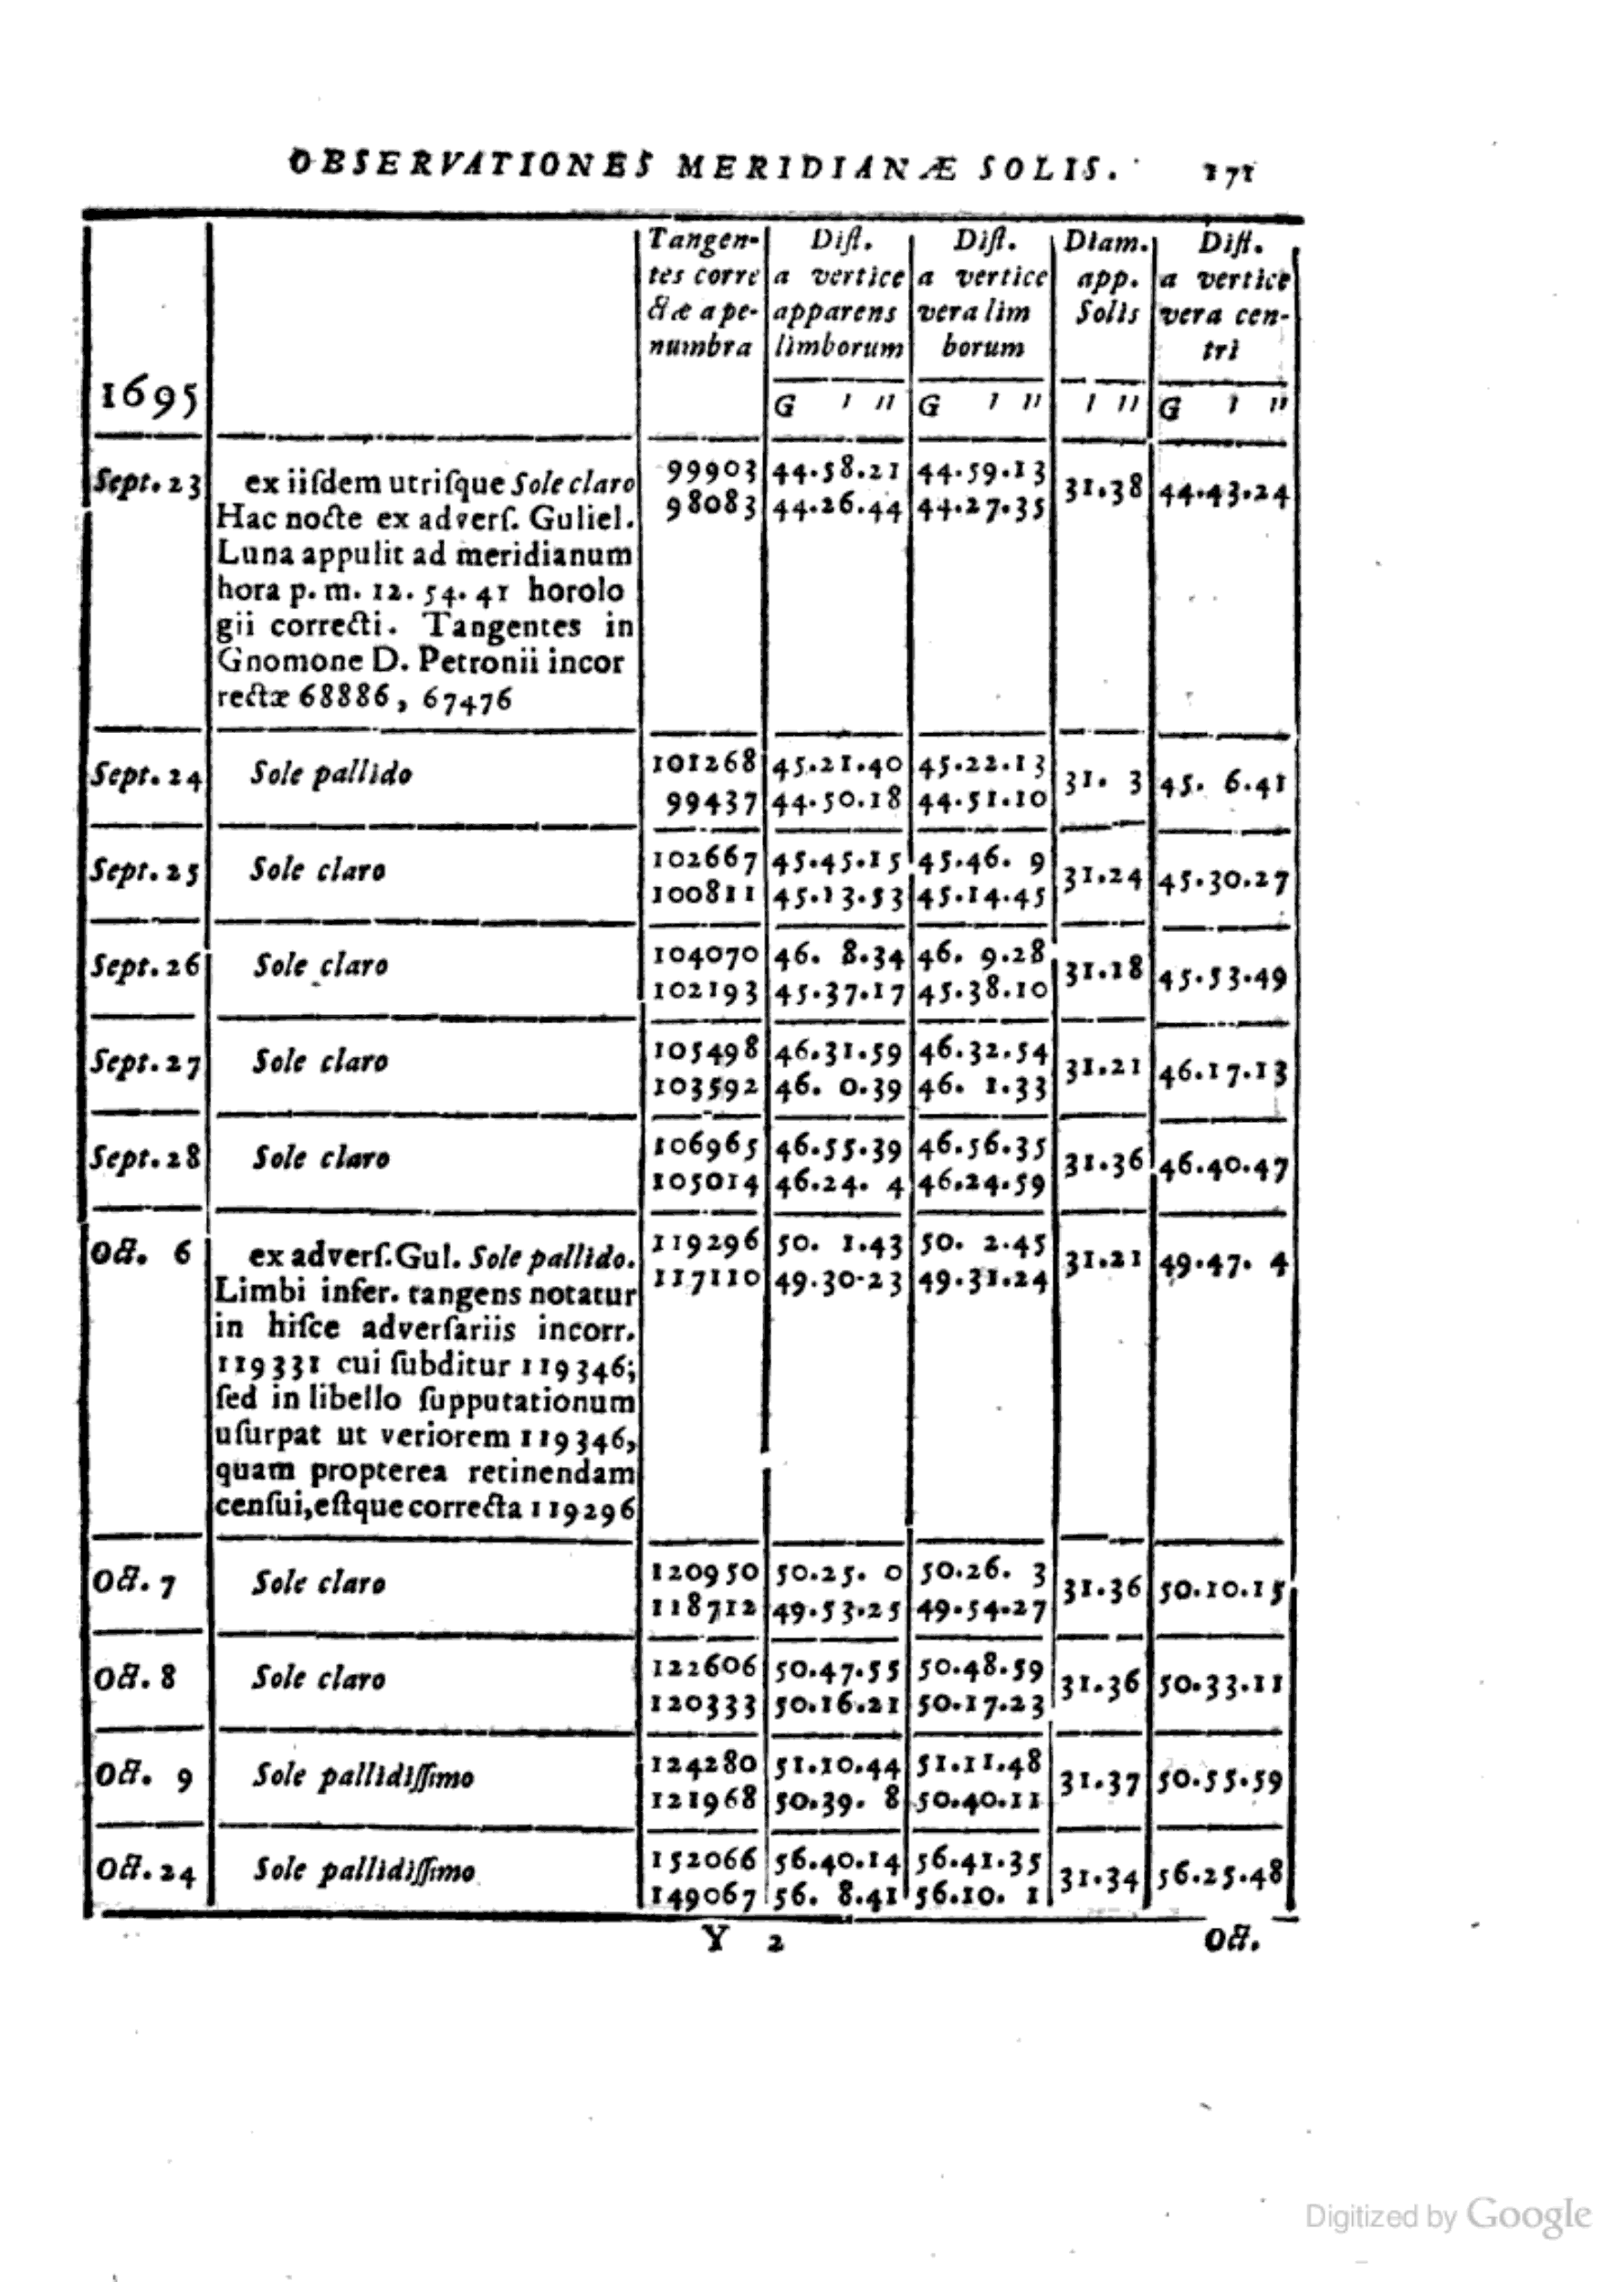 OBSERVATIONES MERIDIANÆ SOLIS. 171
1695
Tangen- Diſt. Diſt. Diam. Diſt.
tes corre a vertice a vertice app. a vertice
ctæ a pe- apparens vera lim Solis vera cen-
numbra limborum borum tri
G ' '' G ' '' ' '' G ' ''
Sept. 23 ex iiſdem utriſque Sole claro 99903 44.58.21 44.59.13 31.38 44.43.24
Hac nocte ex adverſ. Guliel. 98083 44.26.44 44.27.35
Luna appulit ad meridianum
hora p. m. 12. 54. 41 horolo
gii correcti. Tangentes in
Gnomone D. Petronii incor
rectæ 68886, 67476
Sept. 24 Sole pallido 101268 45.21.40 45.22.13 31. 3 45. 6.41
99437 44.50.18 44.51.10
Sept. 25 Sole claro 102667 45.45.15 45.46. 9 31.24 45.30.27
100811 45.13.53 45.14.45
Sept. 26 Sole claro 104070 46. 8.34 46. 9.28 31.18 45.53.49
102193 45.37.17 45.38.10
Sept. 27 Sole claro 105498 46.31.59 46.32.54 31.21 46.17.13
103592 46. 0.39 46. 1.33
Sept. 28 Sole claro 106965 46.55.39 46.56.35 31.36 46.40.47
105014 46.24. 4 46.24.59
Oct. 6 ex adverſ. Gul. Sole pallido. 119296 50. 1.43 50. 2.45 31.21 49.47. 4
Limbi infer. tangens notatur 117110 49.30-23 49.31.24
in hiſce adverſariis incorr.
119331 cui ſubditur 119346;
ſed in libello ſupputationum
uſurpat ut veriorem 119346,
quam propterea retinendam
cenſui, eſtque correcta 119296
Oct. 7 Sole claro 120950 50.25. 0 50.26. 3 31.36 50.10.15
118712 49.53.25 49.54.27
Oct. 8 Sole claro 122606 50.47.55 50.48.59 31.36 50.33.11
120333 50.16.21 50.17.23
Oct. 9 Sole pallidiſſimo 124280 51.10.44 51.11.48 31.37 50.55.59
121968 50.39. 8 50.40.11
Oct. 24 Sole pallidiſſimo 152066 56.40.14 56.41.35 31.34 56.25.48
149067 56. 8.41 56.10. 1
Y 2 Oct.
Digitized by Google